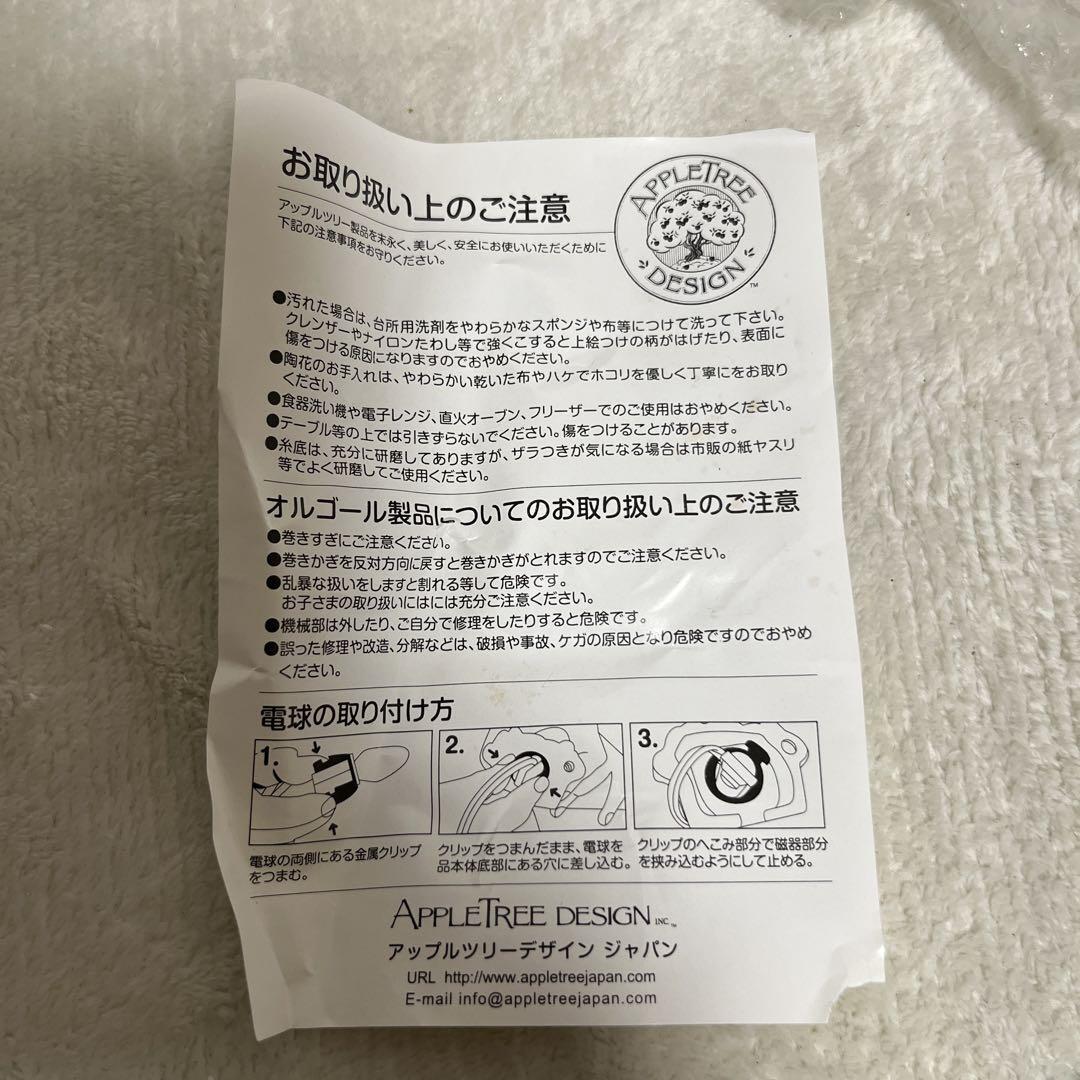 お取り扱い上のご注意
アップルツリー製品を末永く、美しく、安全にお使いいただくために
下記の注意事項をお守りください。
APPLETREE
DESIGN™
●汚れた場合は、台所用洗剤をやわらかなスポンジや布等につけて洗って下さい。
クレンザーやナイロンたわし等で強くこすると上絵つけの柄がはげたり、表面に
傷をつける原因になりますのでおやめください。
●陶花のお手入れは、やわらかい乾いた布やハケでホコリを優しく丁寧にをお取り
ください。
●食器洗い機や電子レンジ、直火オーブン、フリーザーでのご使用はおやめください。
●テーブル等の上では引きずらないでください。傷をつけることがあります。
●糸底は、充分に研磨してありますが、ザラつきが気になる場合は市販の紙ヤスリ
等でよく研磨してご使用ください。
オルゴール製品についてのお取り扱い上のご注意
●巻きすぎにご注意ください。
●巻きかぎを反対方向に戻すと巻きかぎがとれますのでご注意ください。
●乱暴な扱いをしますと割れる等して危険です。
お子さまの取り扱いにはには充分ご注意ください。
●機械部は外したり、ご自分で修理をしたりすると危険です。
●誤った修理や改造、分解などは、破損や事故、ケガの原因となり危険ですのでおやめ
ください。
電球の取り付け方
1.
2.
3.
電球の両側にある金属クリップ
をつまむ。
クリップをつまんだまま、電球を
品本体底部にある穴に差し込む。
クリップのへこみ部分で磁器部分
を挟み込むようにして止める。
APPLETREE DESIGN INC.™
アップルツリーデザイン ジャパン
URL http://www.appletreejapan.com
E-mail info@appletreejapan.com